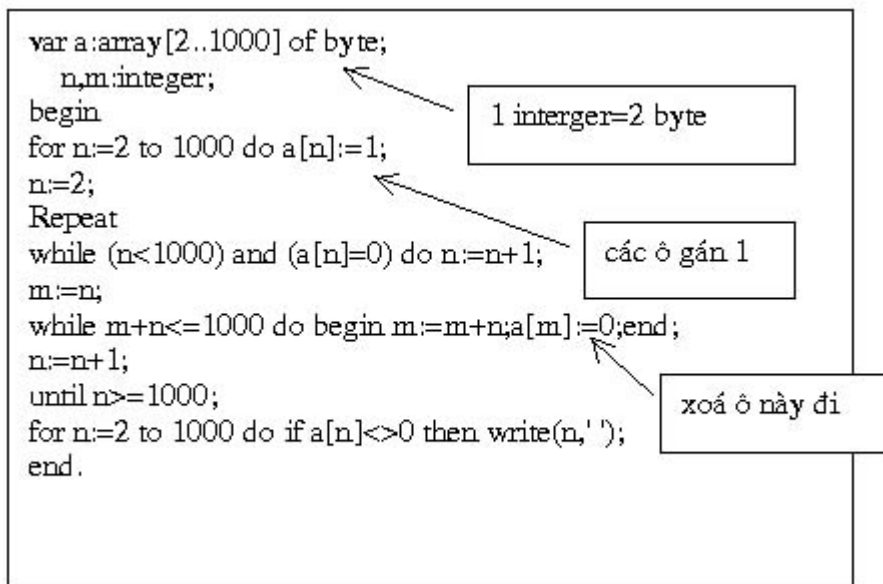 var a:array[2..1000] of byte;
n,m:integer;
1 interger=2 byte
begin
for n:=2 to 1000 do a[n]:=1;
n:=2;
Repeat
while (n<1000) and (a[n]=0) do n:=n+1;
các ô gán 1
m:=n;
while m+n<=1000 do begin m:=m+n;a[m]:=0;end;
n:=n+1;
until n>=1000;
xoá ô này đi
for n:=2 to 1000 do if a[n]<>0 then write(n,' ');
end.